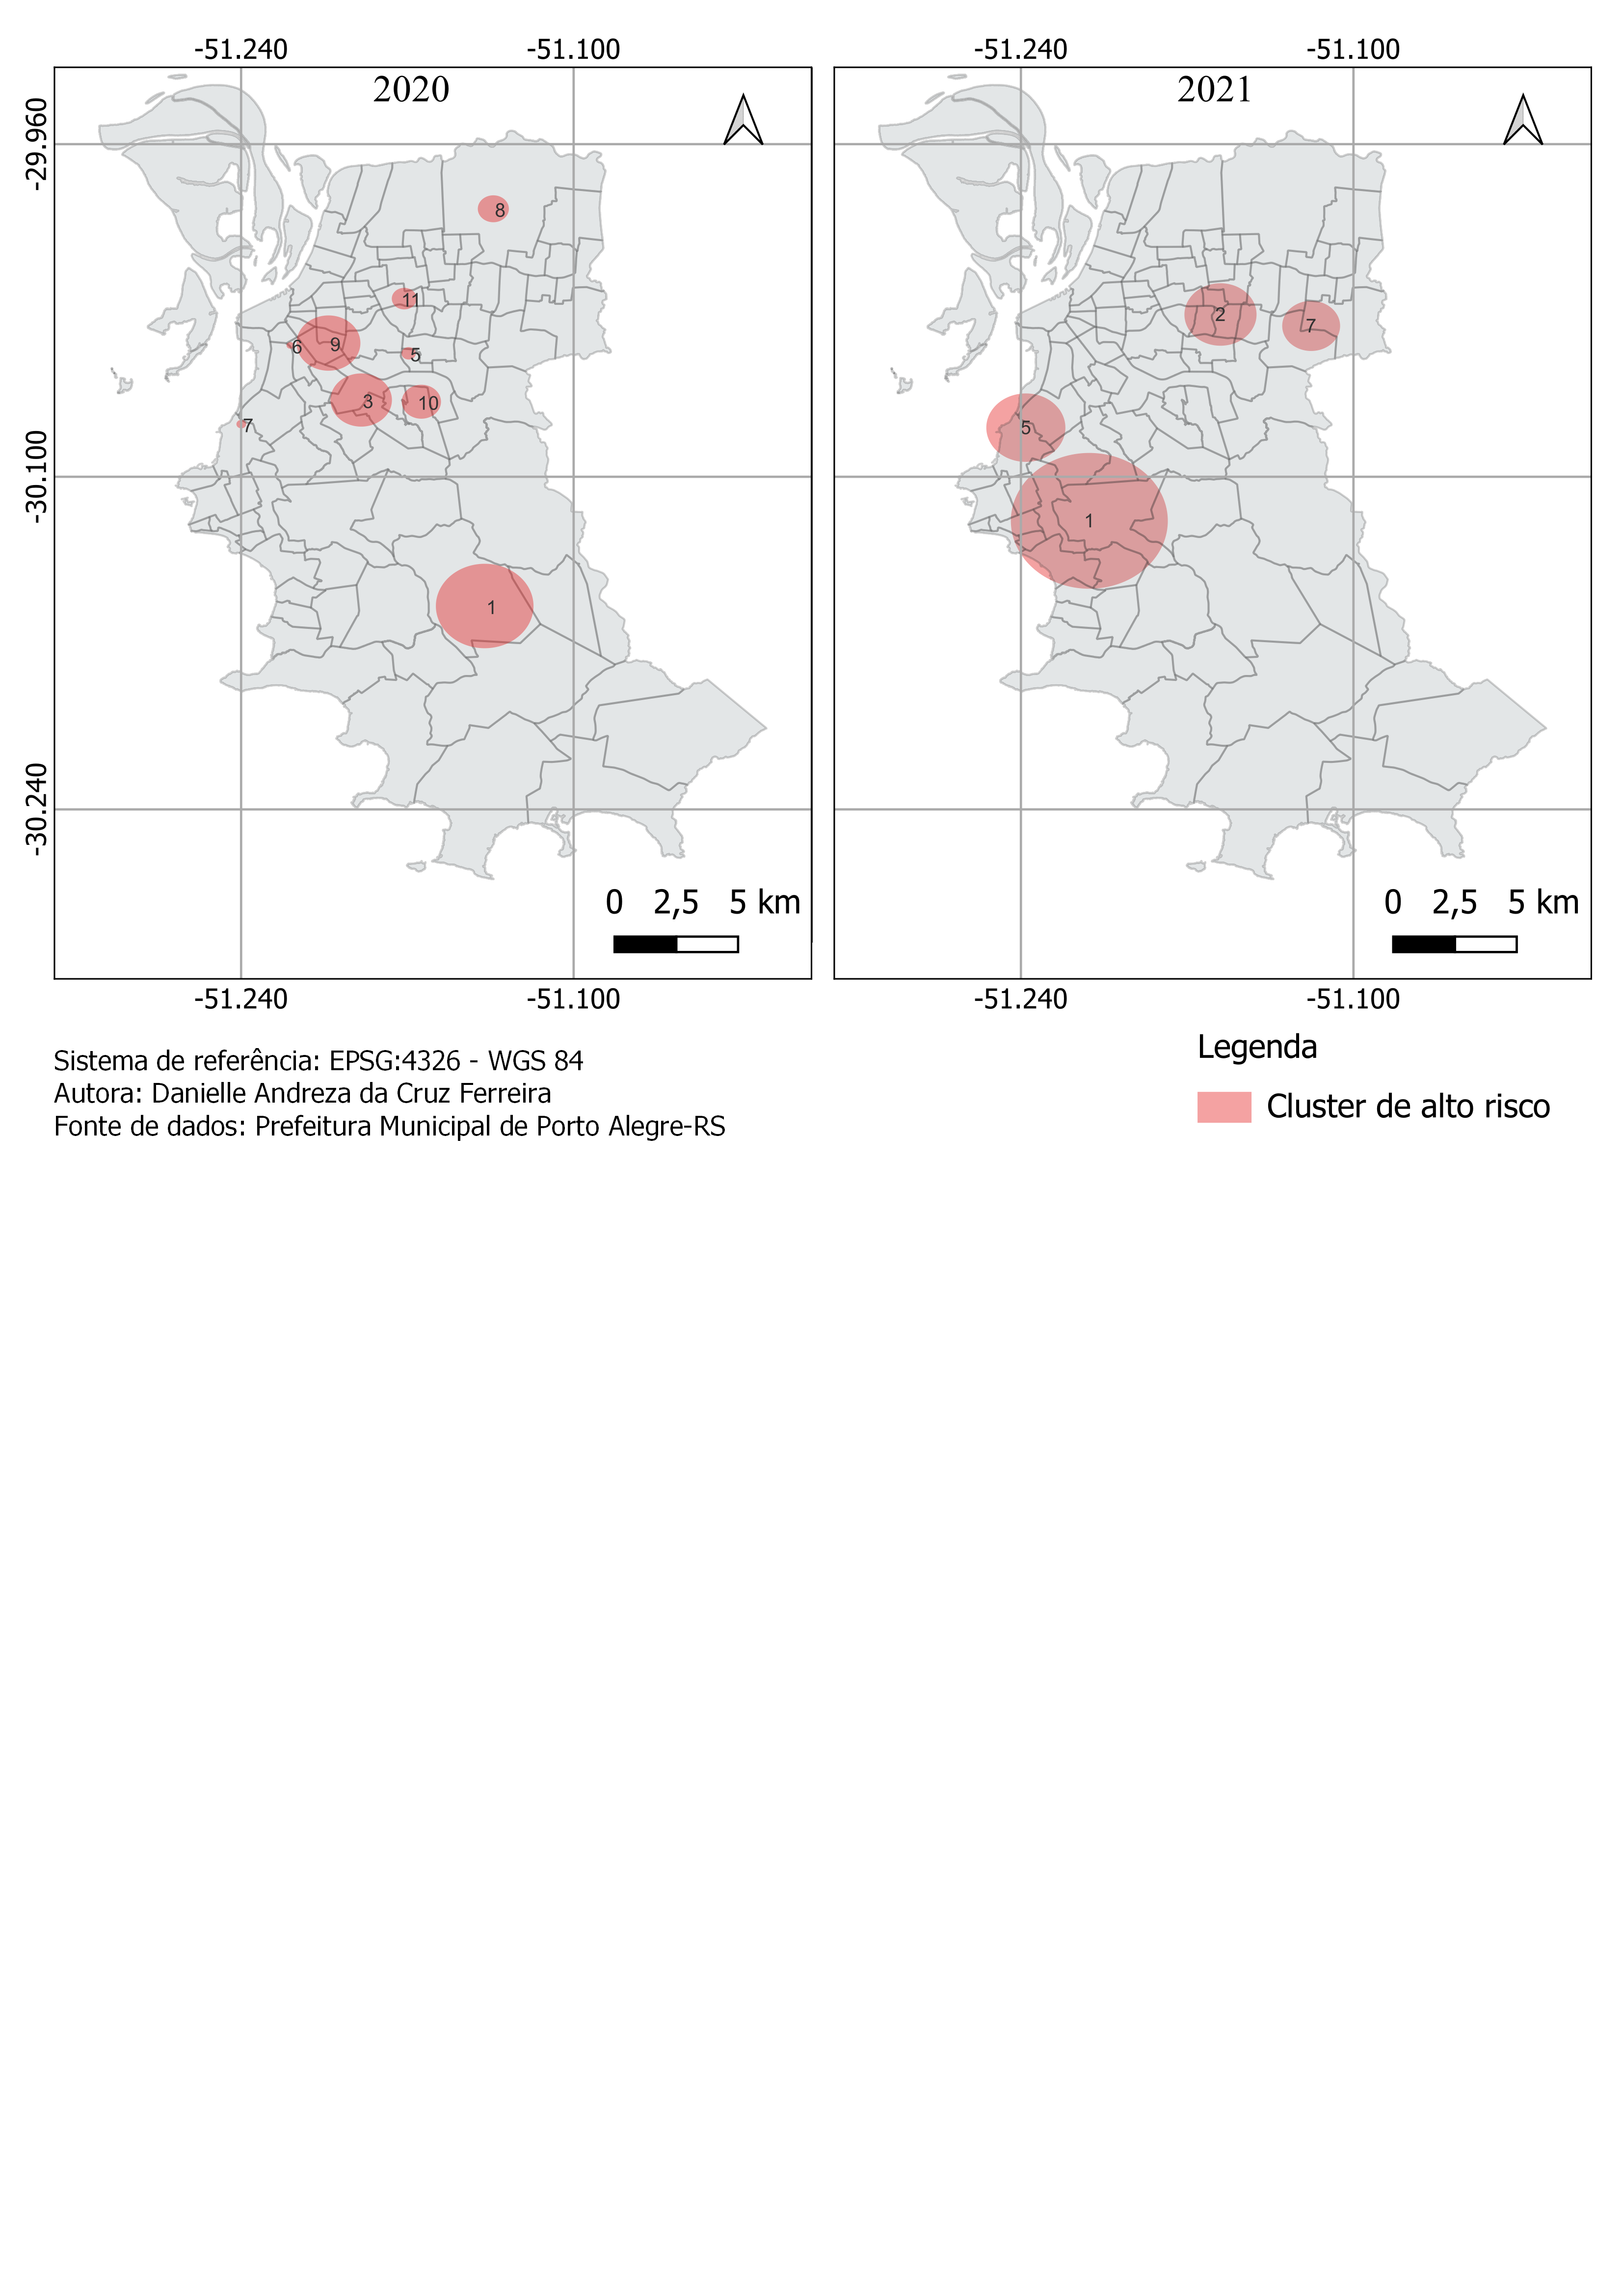 -51.240 -51.100 -51.240 -51.100
2020 2021
-29.960
-30.100
-30.240
8
11
6 9 5
3 10
7
1
2 7
5
1
0 2,5 5 km 0 2,5 5 km
-51.240 -51.100 -51.240 -51.100
Sistema de referência: EPSG:4326 - WGS 84
Autora: Danielle Andreza da Cruz Ferreira
Fonte de dados: Prefeitura Municipal de Porto Alegre-RS
Legenda
Cluster de alto risco